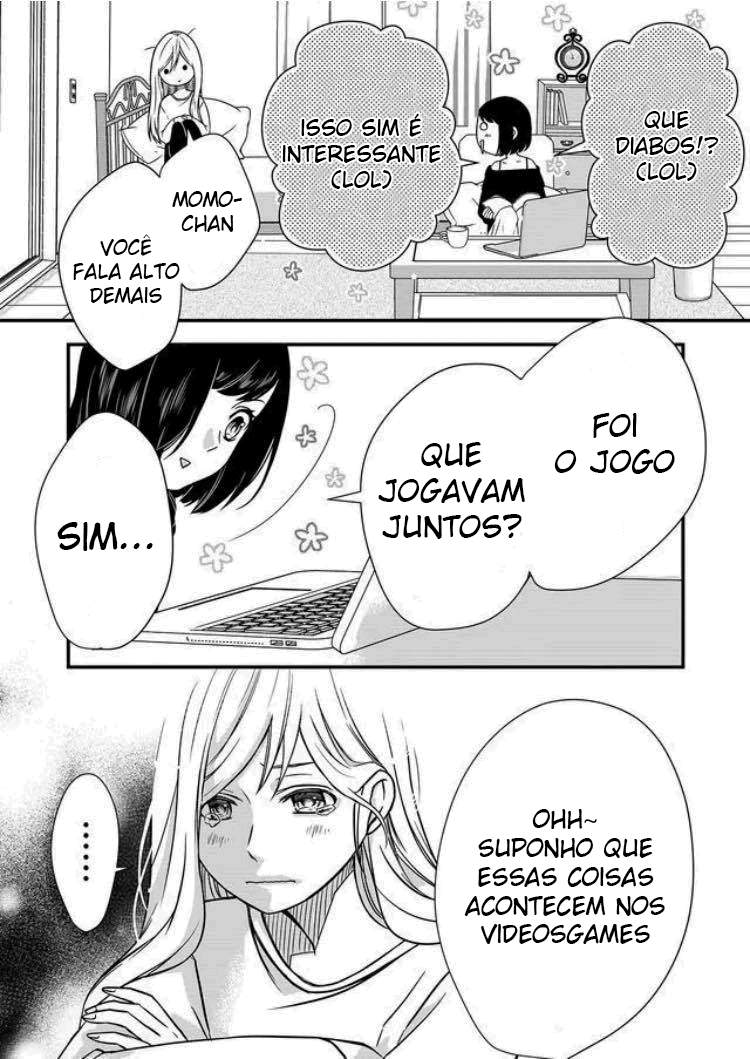 QUE
DIABOS!?
(LOL)
ISSO SIM É
INTERESSANTE
(LOL)
MOMO-
CHAN
VOCÊ
FALA ALTO
DEMAIS
FOI
O JOGO
QUE
JOGAVAM
JUNTOS?
SIM...
OHH~
SUPONHO QUE
ESSAS COISAS
ACONTECEM NOS
VIDEOSGAMES
......